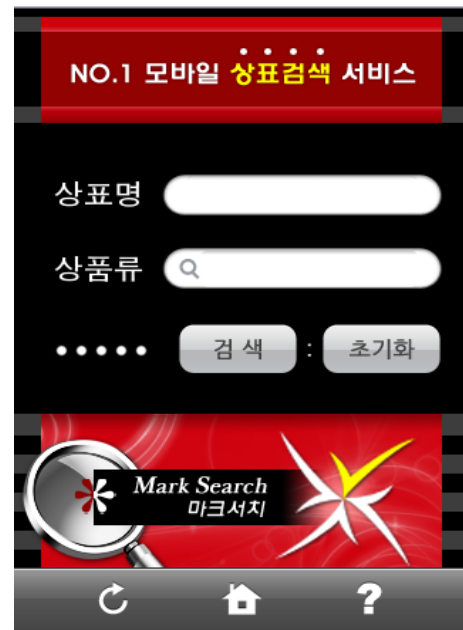 NO.1 모바일 상표검색 서비스
상표명
상품류
검 색 : 초기화
Mark Search
마크서치
?